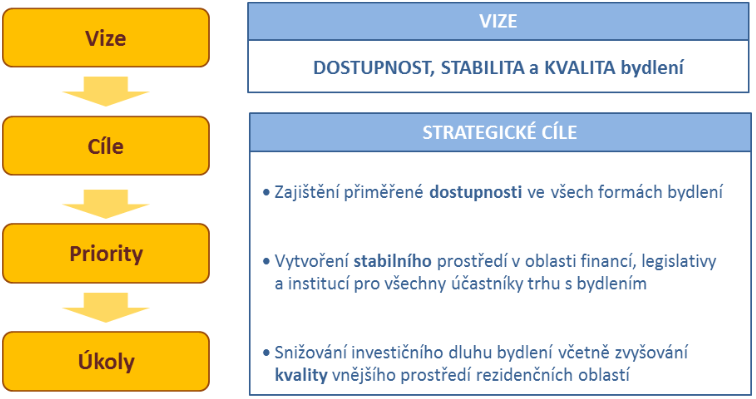 Vize
Cíle
Priority
Úkoly
VIZE
DOSTUPNOST, STABILITA a KVALITA bydlení
STRATEGICKÉ CÍLE
• Zajištění přiměřené dostupnosti ve všech formách bydlení
• Vytvoření stabilního prostředí v oblasti financí, legislativy
a institucí pro všechny účastníky trhu s bydlením
• Snižování investičního dluhu bydlení včetně zvyšování
kvality vnějšího prostředí rezidenčních oblastí